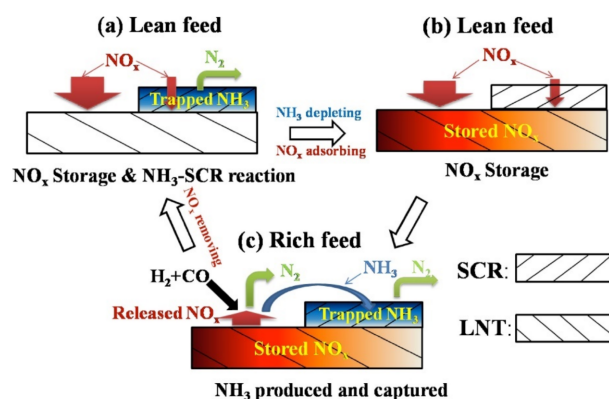 (a) Lean feed
NOx
N2
Trapped NH3
NOx Storage & NH3-SCR reaction
NH3 depleting
NOx adsorbing
(b) Lean feed
NOx
Stored NOx
NOx Storage
NOx removing
(c) Rich feed
H2+CO
N2
NH3
N2
Released NOx
Trapped NH3
Stored NOx
NH3 produced and captured
SCR:
LNT: